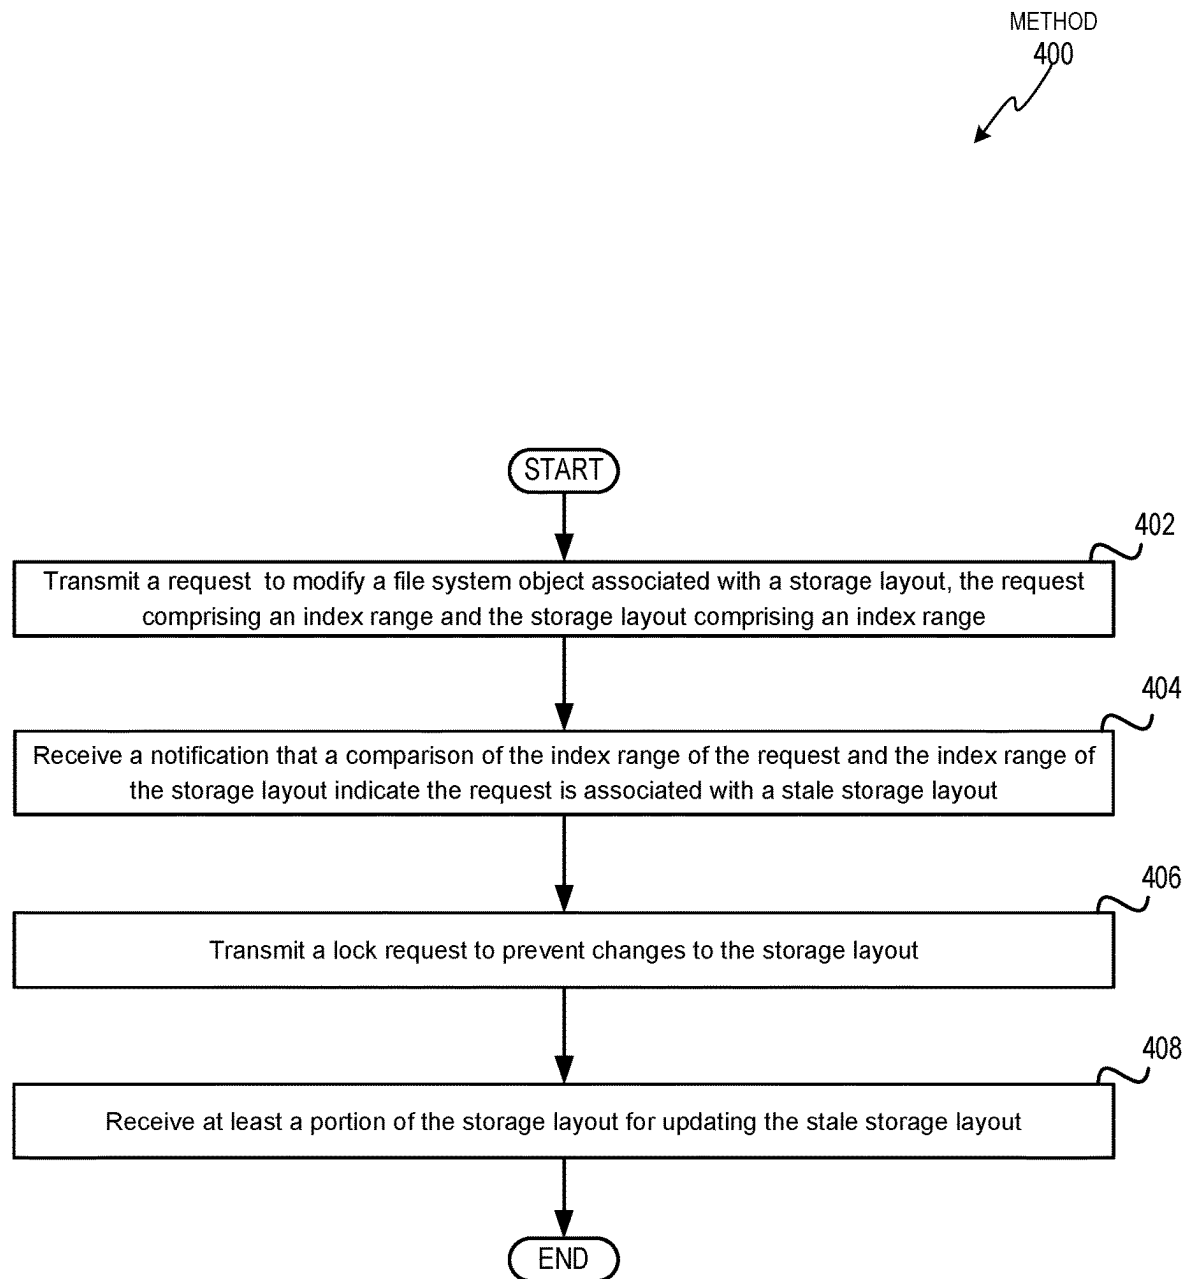 METHOD
400
START
402
Transmit a request to modify a file system object associated with a storage layout, the request
comprising an index range and the storage layout comprising an index range
404
Receive a notification that a comparison of the index range of the request and the index range of
the storage layout indicate the request is associated with a stale storage layout
406
Transmit a lock request to prevent changes to the storage layout
408
Receive at least a portion of the storage layout for updating the stale storage layout
END